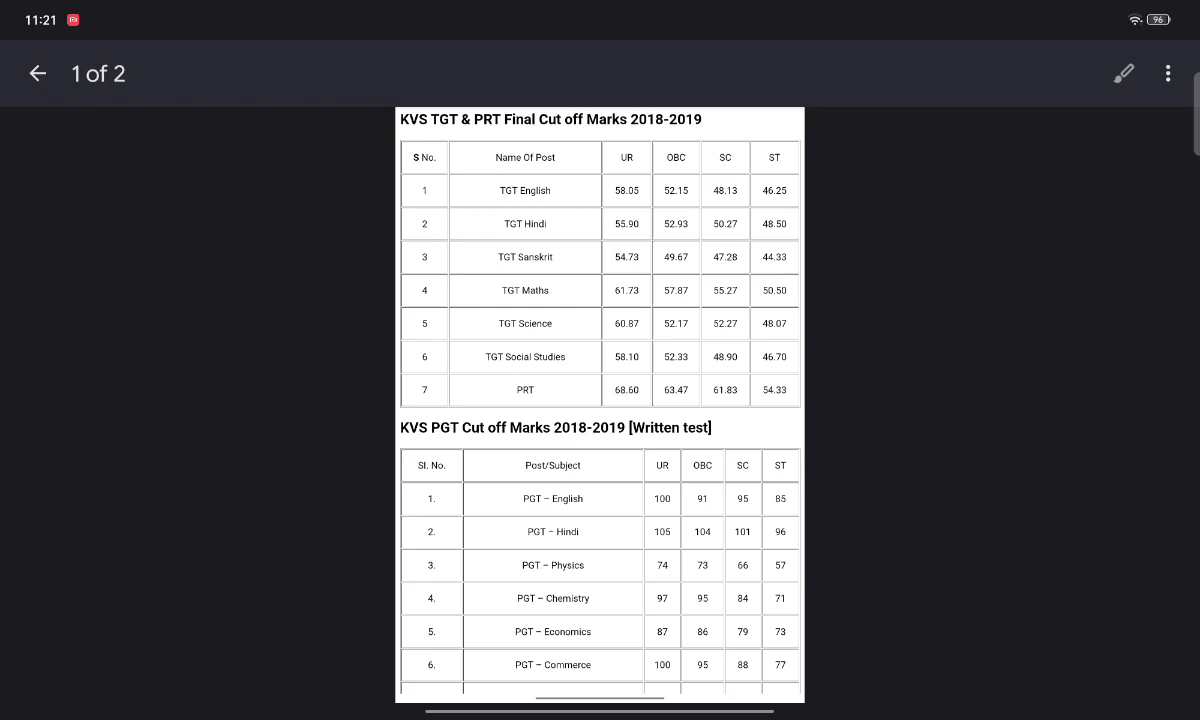 11:21
96
1 of 2
KVS TGT & PRT Final Cut off Marks 2018-2019
S No. Name Of Post UR OBC SC ST
1 TGT English 58.05 52.15 48.13 46.25
2 TGT Hindi 55.90 52.93 50.27 48.50
3 TGT Sanskrit 54.73 49.67 47.28 44.33
4 TGT Maths 61.73 57.87 55.27 50.50
5 TGT Science 60.87 52.17 52.27 48.07
6 TGT Social Studies 58.10 52.33 48.90 46.70
7 PRT 68.60 63.47 61.83 54.33
KVS PGT Cut off Marks 2018-2019 [Written test]
Sl. No. Post/Subject UR OBC SC ST
1. PGT – English 100 91 95 85
2. PGT – Hindi 105 104 101 96
3. PGT – Physics 74 73 66 57
4. PGT – Chemistry 97 95 84 71
5. PGT – Economics 87 86 79 73
6. PGT – Commerce 100 95 88 77